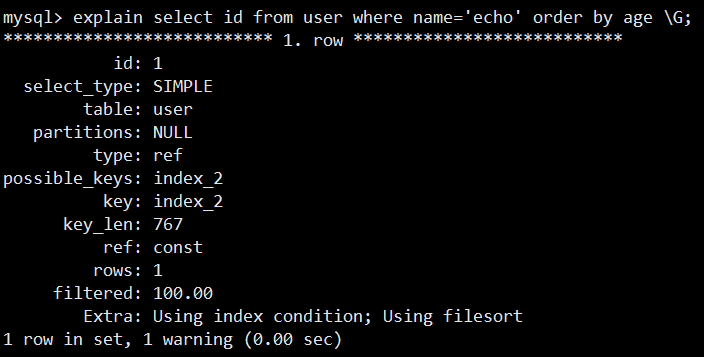 mysql> explain select id from user where name='echo' order by age \G;
*************************** 1. row ***************************
id: 1
select_type: SIMPLE
table: user
partitions: NULL
type: ref
possible_keys: index_2
key: index_2
key_len: 767
ref: const
rows: 1
filtered: 100.00
Extra: Using index condition; Using filesort
1 row in set, 1 warning (0.00 sec)